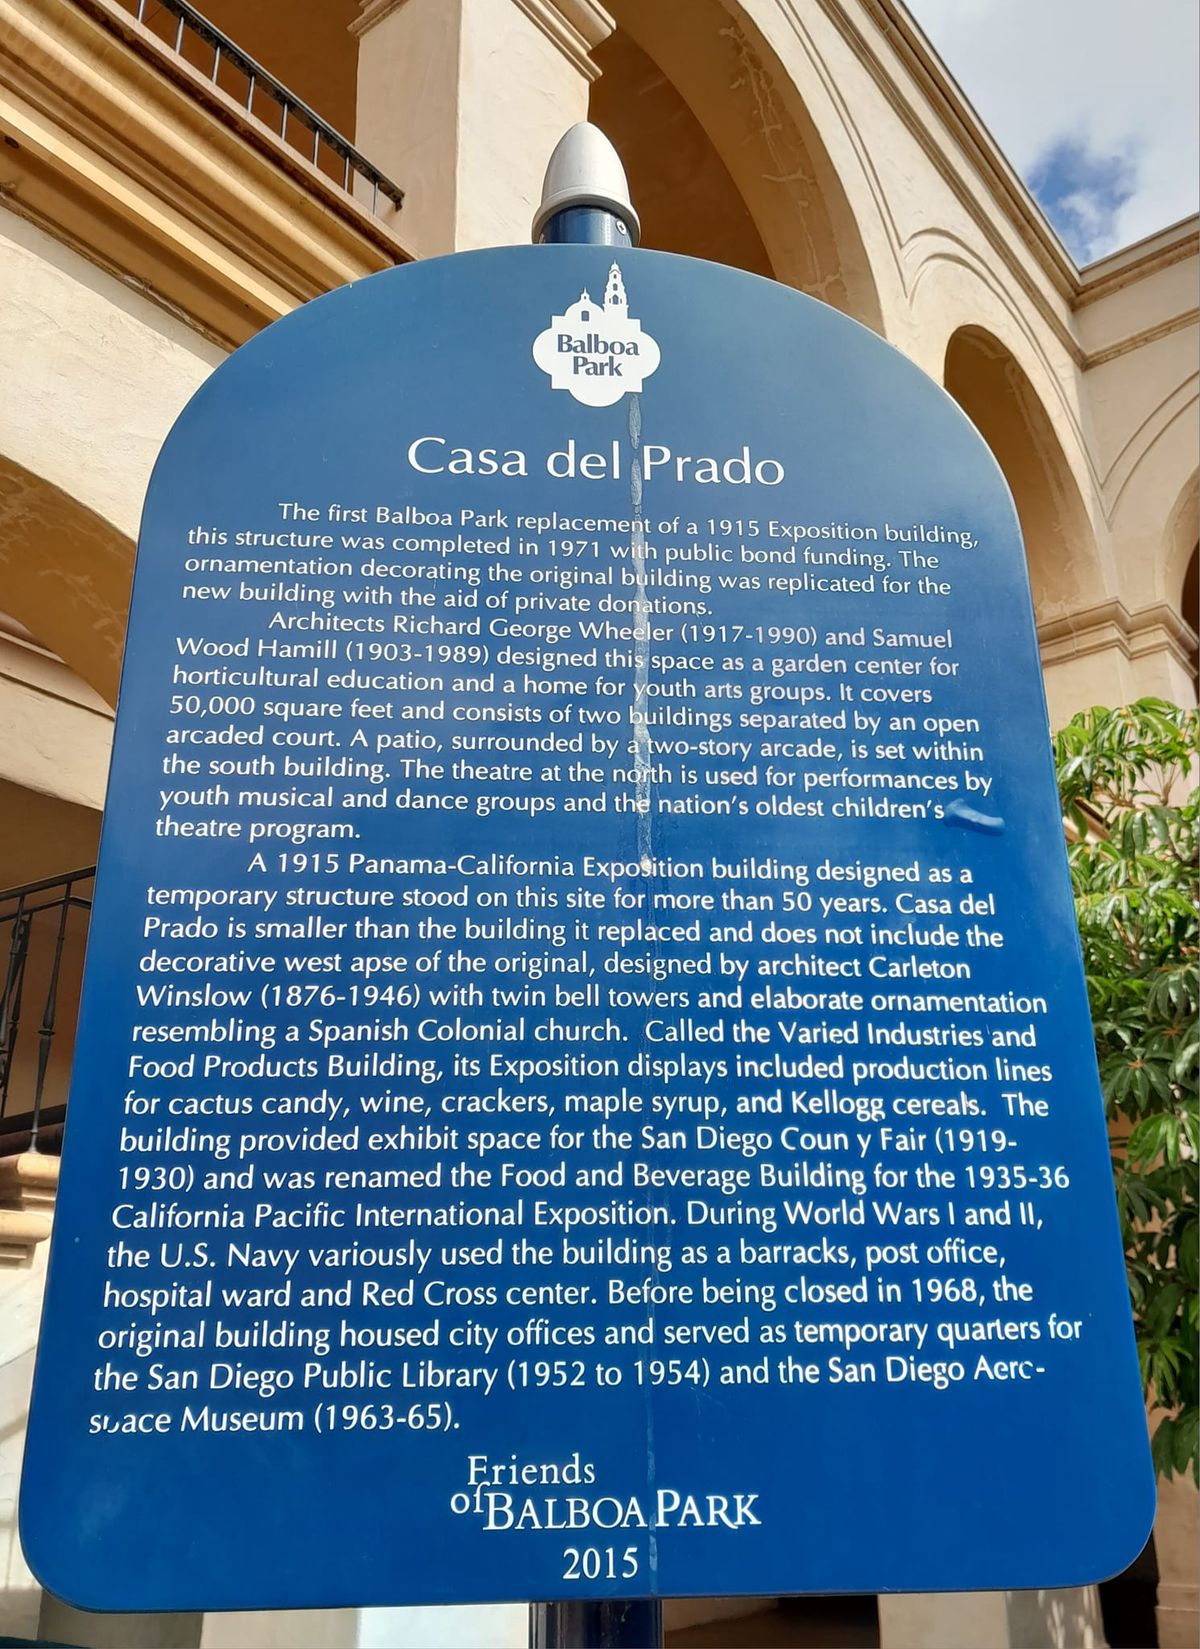 Balboa
Park
Casa del Prado
The first Balboa Park replacement of a 1915 Exposition building,
this structure was completed in 1971 with public bond funding. The
ornamentation decorating the original building was replicated for the
new building with the aid of private donations.
Architects Richard George Wheeler (1917-1990) and Samuel
Wood Hamill (1903-1989) designed this space as a garden center for
horticultural education and a home for youth arts groups. It covers
50,000 square feet and consists of two buildings separated by an open
arcaded court. A patio, surrounded by a two-story arcade, is set within
the south building. The theatre at the north is used for performances by
youth musical and dance groups and the nation's oldest children's
theatre program.
A 1915 Panama-California Exposition building designed as a
temporary structure stood on this site for more than 50 years. Casa del
Prado is smaller than the building it replaced and does not include the
decorative west apse of the original, designed by architect Carleton
Winslow (1876-1946) with twin bell towers and elaborate ornamentation
resembling a Spanish Colonial church. Called the Varied Industries and
Food Products Building, its Exposition displays included production lines
for cactus candy, wine, crackers, maple syrup, and Kellogg cereals. The
building provided exhibit space for the San Diego Coun y Fair (1919-
1930) and was renamed the Food and Beverage Building for the 1935-36
California Pacific International Exposition. During World Wars I and II,
the U.S. Navy variously used the building as a barracks, post office,
hospital ward and Red Cross center. Before being closed in 1968, the
original building housed city offices and served as temporary quarters for
the San Diego Public Library (1952 to 1954) and the San Diego Aero-
space Museum (1963-65).
Friends
of BALBOA PARK
2015